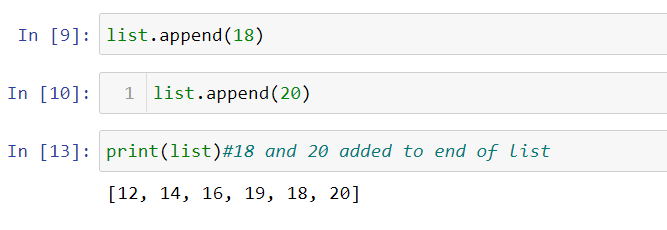 In [9]: list.append(18)
In [10]: 1 list.append(20)
In [13]: print(list)#18 and 20 added to end of list
[12, 14, 16, 19, 18, 20]